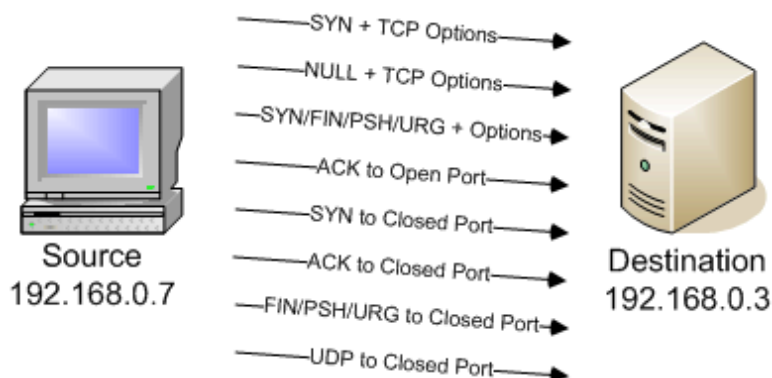 SYN + TCP Options
NULL + TCP Options
SYN/FIN/PSH/URG + Options
ACK to Open Port
SYN to Closed Port
ACK to Closed Port
FIN/PSH/URG to Closed Port
UDP to Closed Port
Source
192.168.0.7
Destination
192.168.0.3